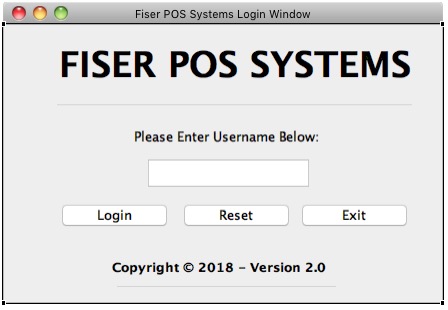 Fiser POS Systems Login Window
FISER POS SYSTEMS
Please Enter Username Below:
Login Reset Exit
Copyright © 2018 - Version 2.0